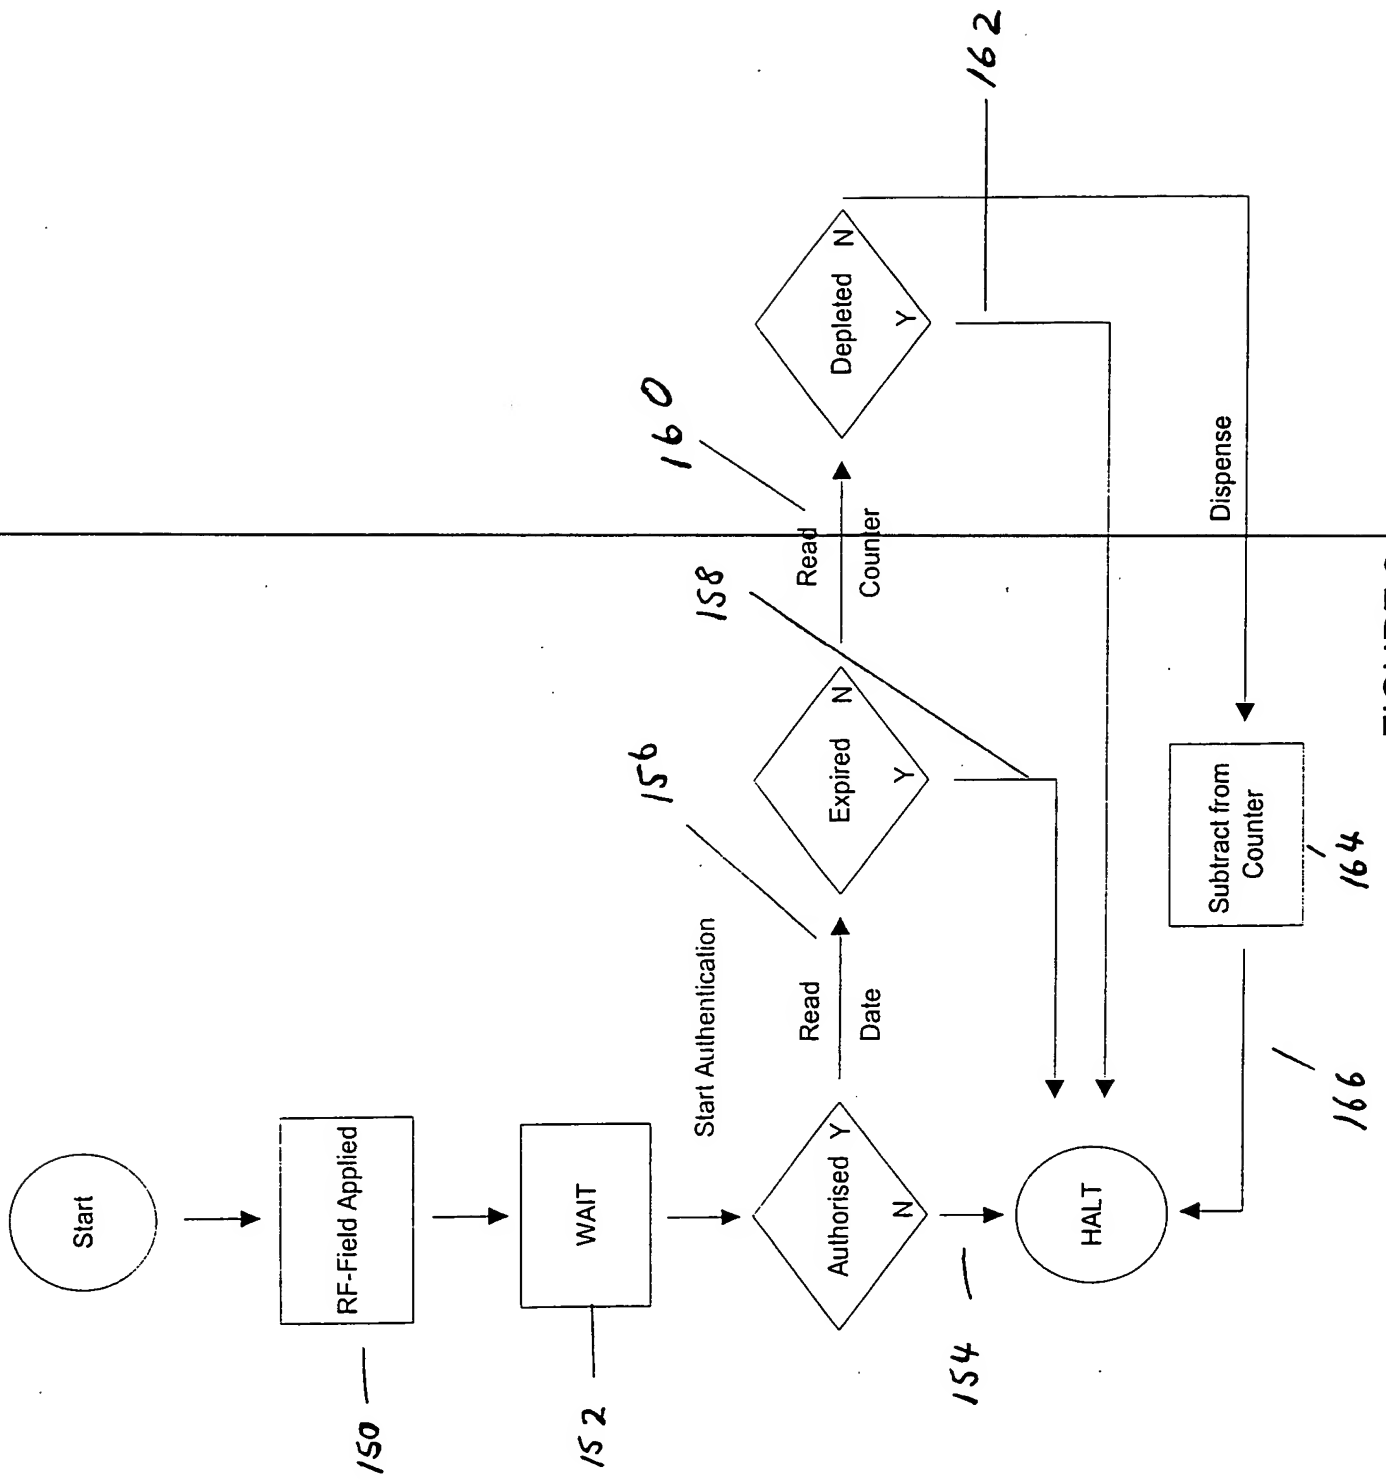 Start
150
RF-Field Applied
152
WAIT
Start Authentication
Authorised
Y
N
154
Read
Date
156
Expired
N
Y
158
Read
Counter
160
Depleted
N
Y
162
Dispense
Subtract from
Counter
164
166
HALT